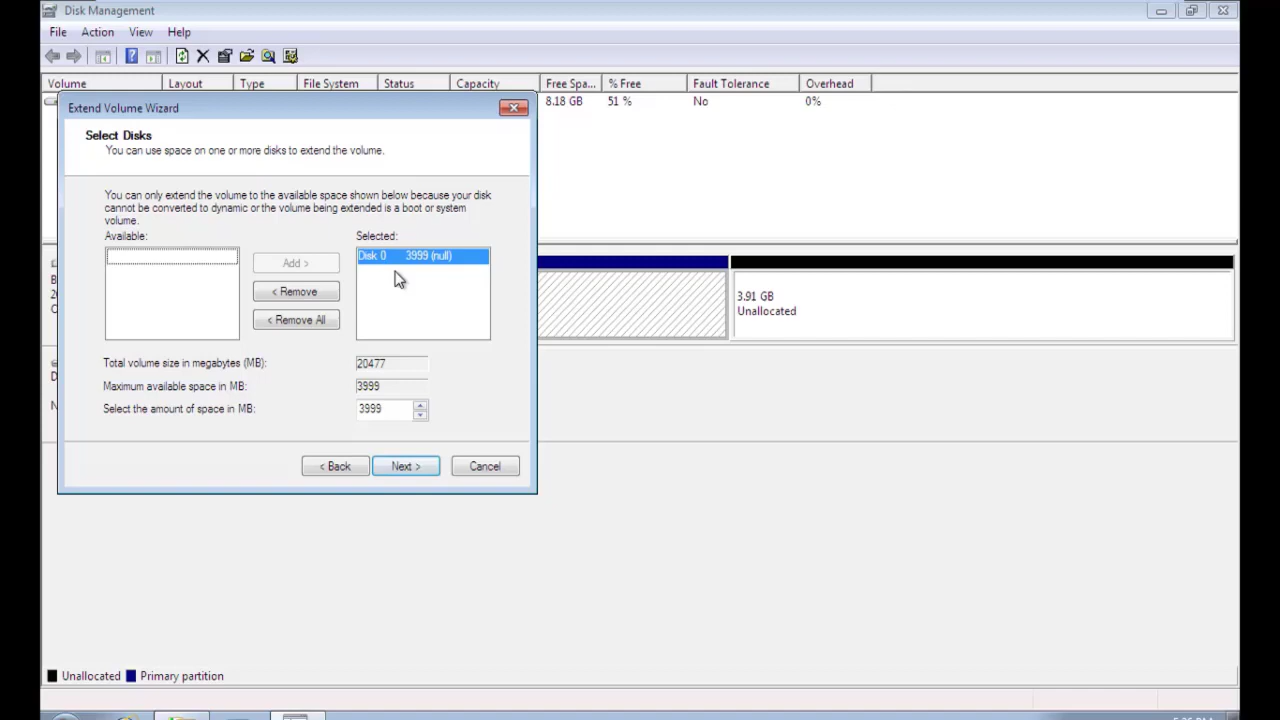 Disk Management
File Action View Help
Volume Layout Type File System Status Capacity Free Spa... % Free Fault Tolerance Overhead
8.18 GB 51 % No 0%
Extend Volume Wizard
Select Disks
You can use space on one or more disks to extend the volume.
You can only extend the volume to the available space shown below because your disk
cannot be converted to dynamic or the volume being extended is a boot or system
volume.
Available: Selected:
Disk 0 3999 (null)
Add >
< Remove
< Remove All
Total volume size in megabytes (MB): 20477
Maximum available space in MB: 3999
Select the amount of space in MB: 3999
< Back Next > Cancel
3.91 GB
Unallocated
Unallocated Primary partition